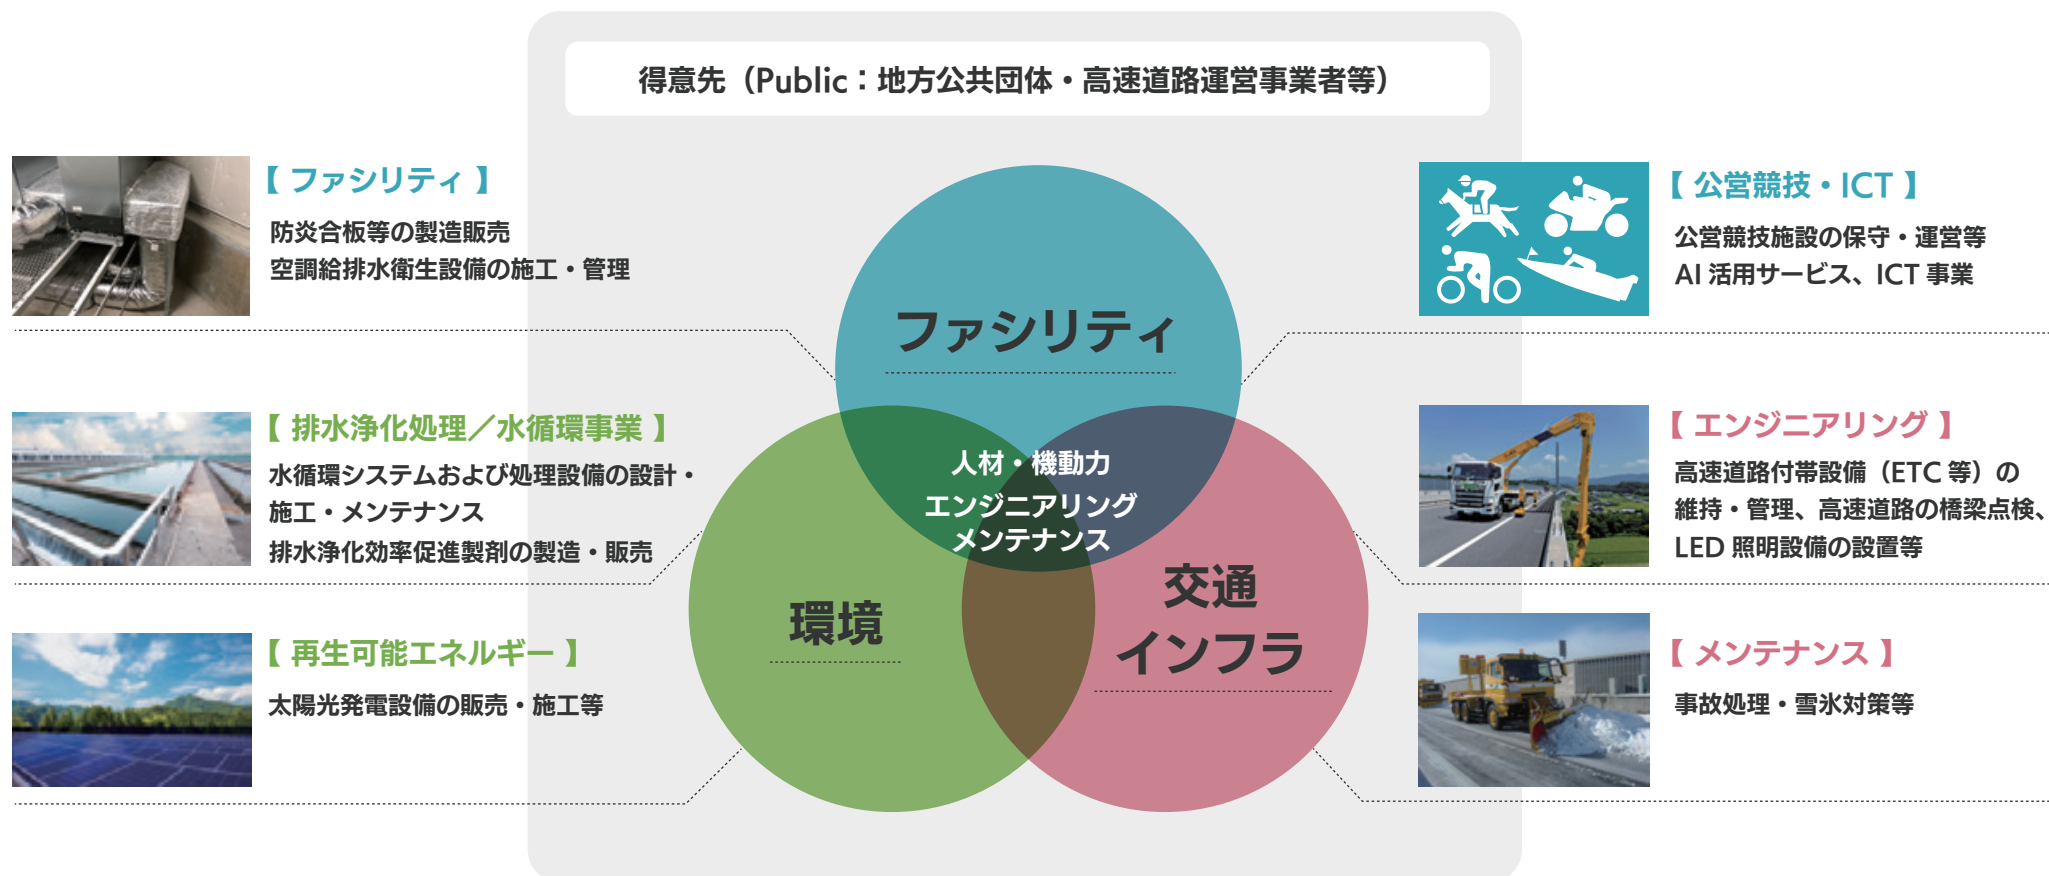 得意先（Public：地方公共団体・高速道路運営事業者等）
【 ファシリティ 】
防炎合板等の製造販売
空調給排水衛生設備の施工・管理
【 排水浄化処理／水循環事業 】
水循環システムおよび処理設備の設計・
施工・メンテナンス
排水浄化効率促進製剤の製造・販売
【 再生可能エネルギー 】
太陽光発電設備の販売・施工等
ファシリティ
人材・機動力
エンジニアリング
メンテナンス
環境
交通
インフラ
【 公営競技・ICT 】
公営競技施設の保守・運営等
AI 活用サービス、ICT 事業
【 エンジニアリング 】
高速道路付帯設備（ETC 等）の
維持・管理、高速道路の橋梁点検、
LED 照明設備の設置等
【 メンテナンス 】
事故処理・雪氷対策等